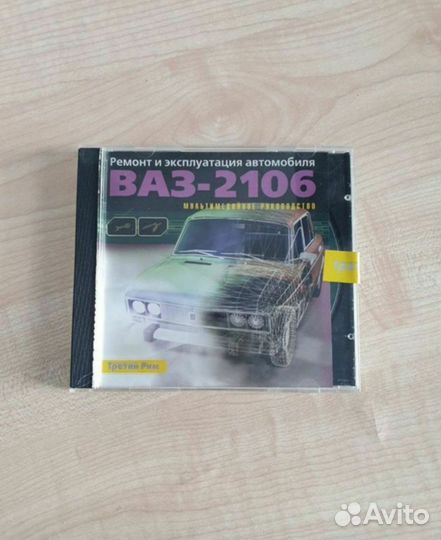 Ремонт и эксплуатация автомобиля
ВАЗ-2106
МУЛЬТИМЕДИЙНОЕ РУКОВОДСТВО
Третий Рим
Avito